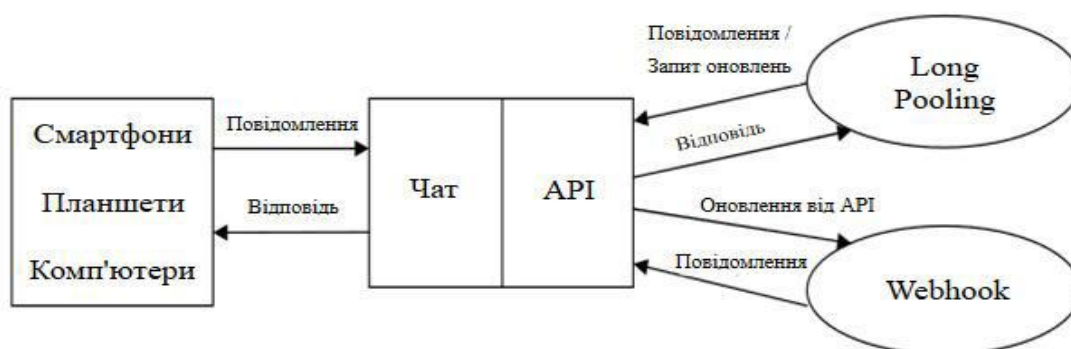 Смартфони
Планшети
Комп'ютери
Повідомлення
Відповідь
Чат
API
Повідомлення /
Запит оновлень
Відповідь
Long
Pooling
Оновлення від API
Повідомлення
Webhook